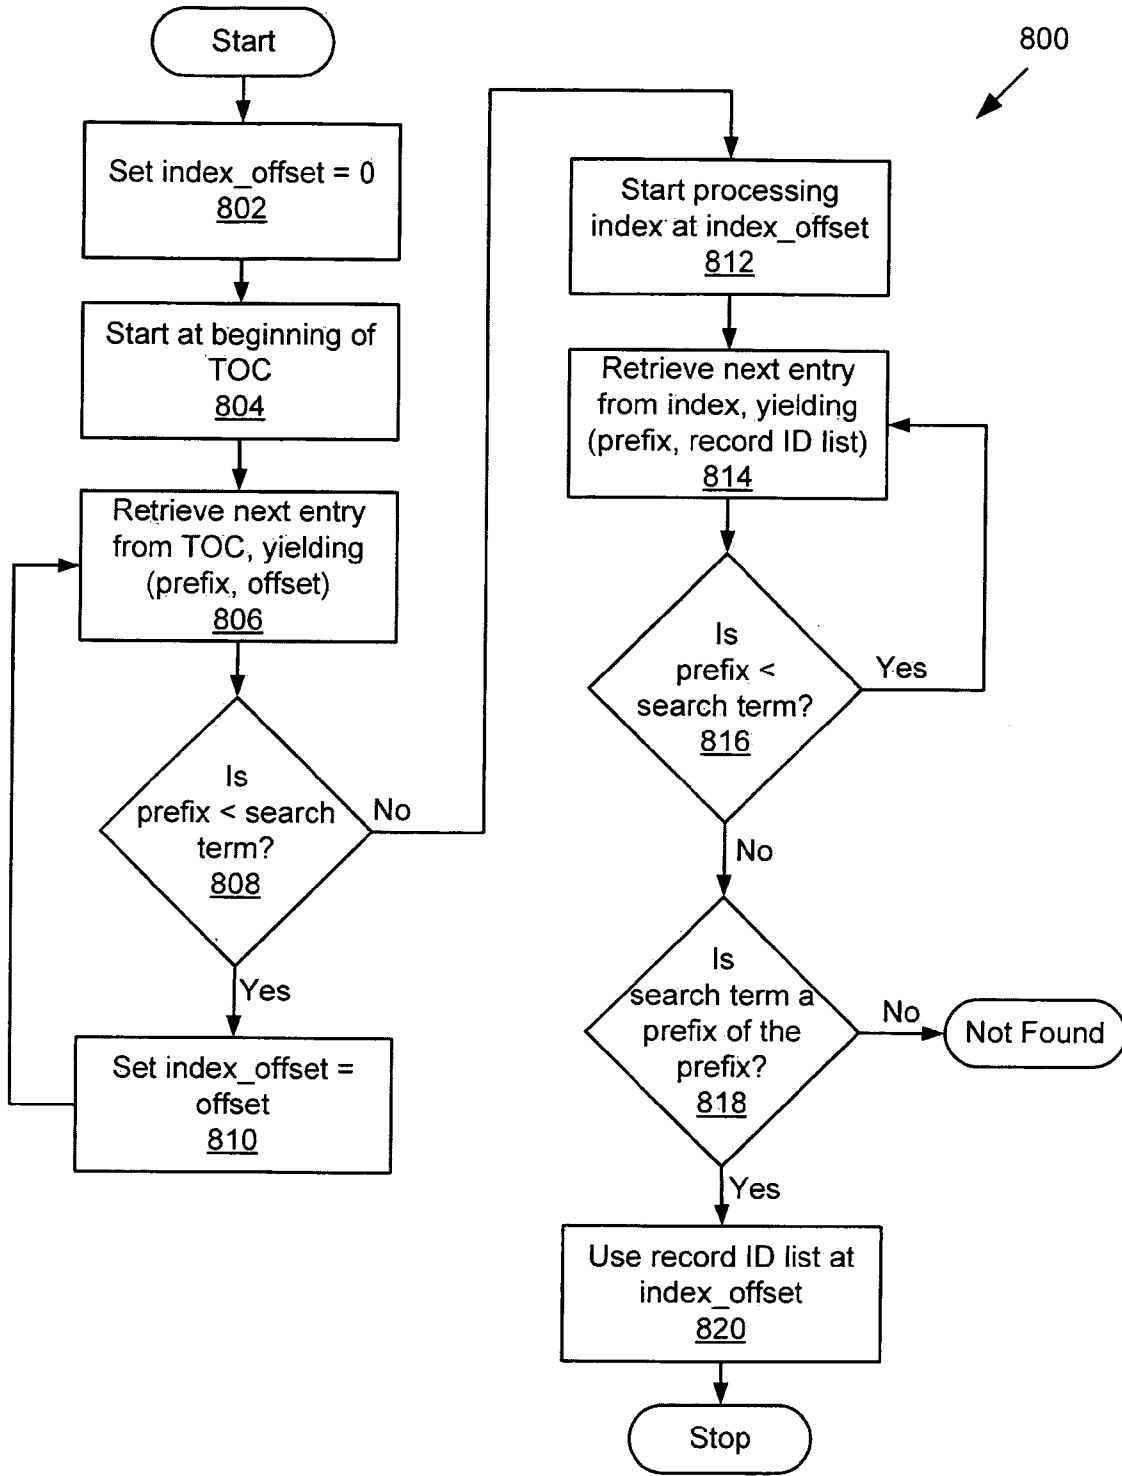 Start
800
Set index_offset = 0
802
Start at beginning of
TOC
804
Retrieve next entry
from TOC, yielding
(prefix, offset)
806
Is
prefix < search
term?
808
No
Yes
Set index_offset =
offset
810
Start processing
index at index_offset
812
Retrieve next entry
from index, yielding
(prefix, record ID list)
814
Is
prefix <
search term?
816
Yes
No
Is
search term a
prefix of the
prefix?
818
No
Not Found
Yes
Use record ID list at
index_offset
820
Stop